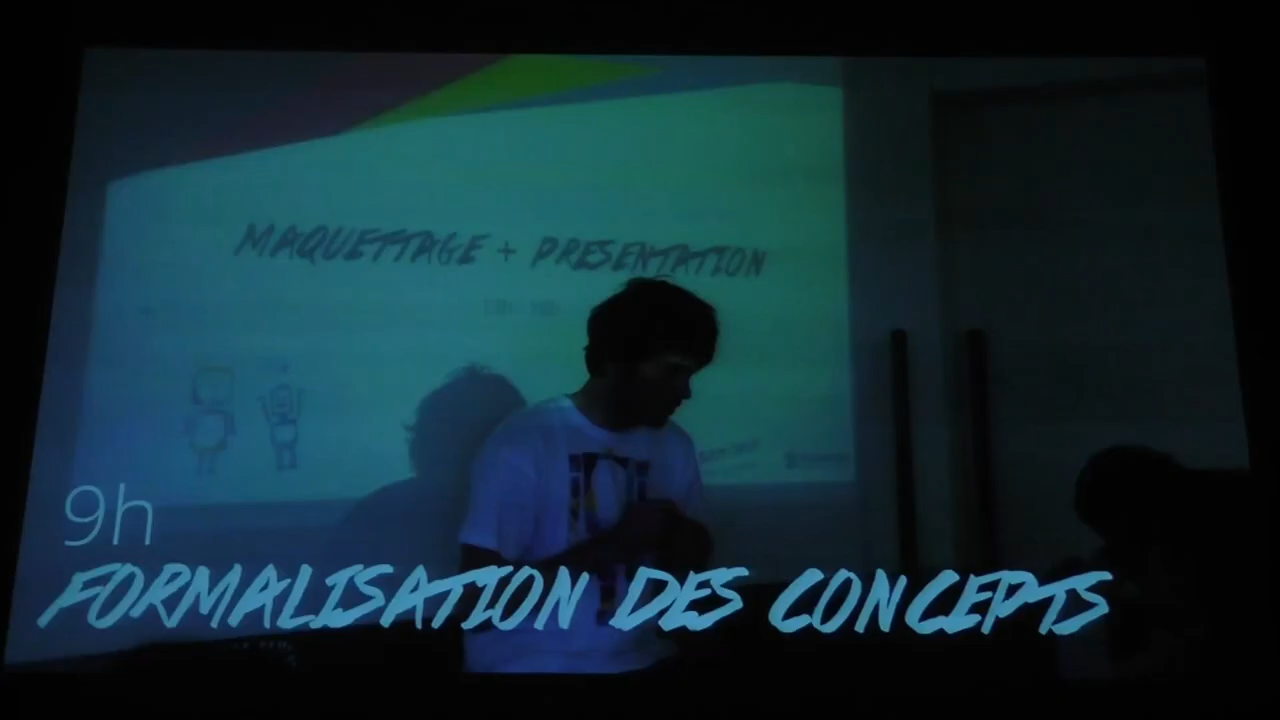 MAQUETTAGE + PRESENTATION
9h
FORMALISATION DES CONCEPTS